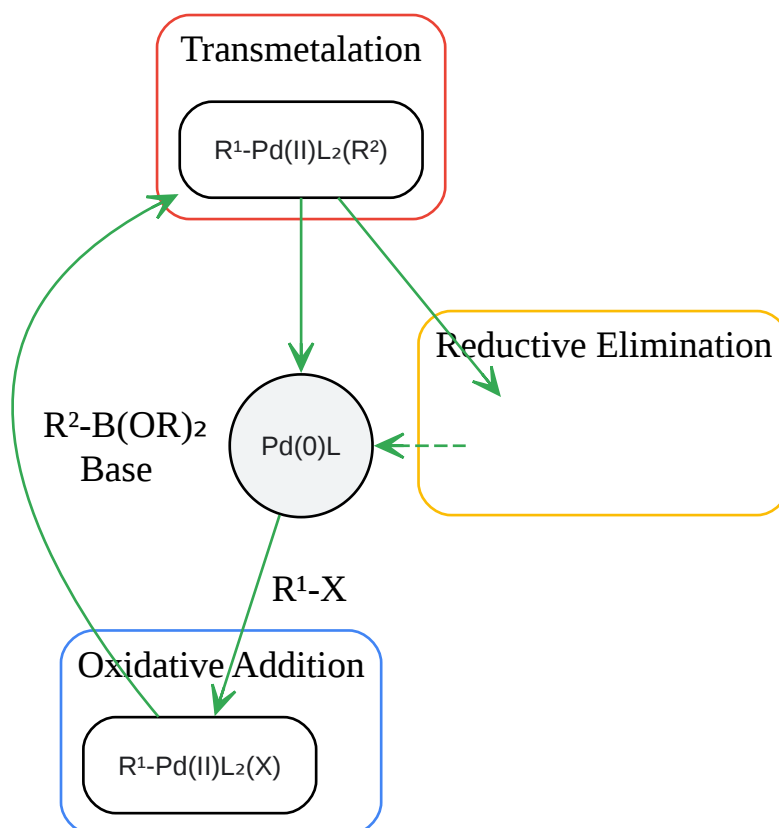 Transmetalation
R¹-Pd(II)L₂(R²)
Reductive Elimination
R²-B(OR)₂
Base
Pd(0)L
R¹-X
Oxidative Addition
R¹-Pd(II)L₂(X)